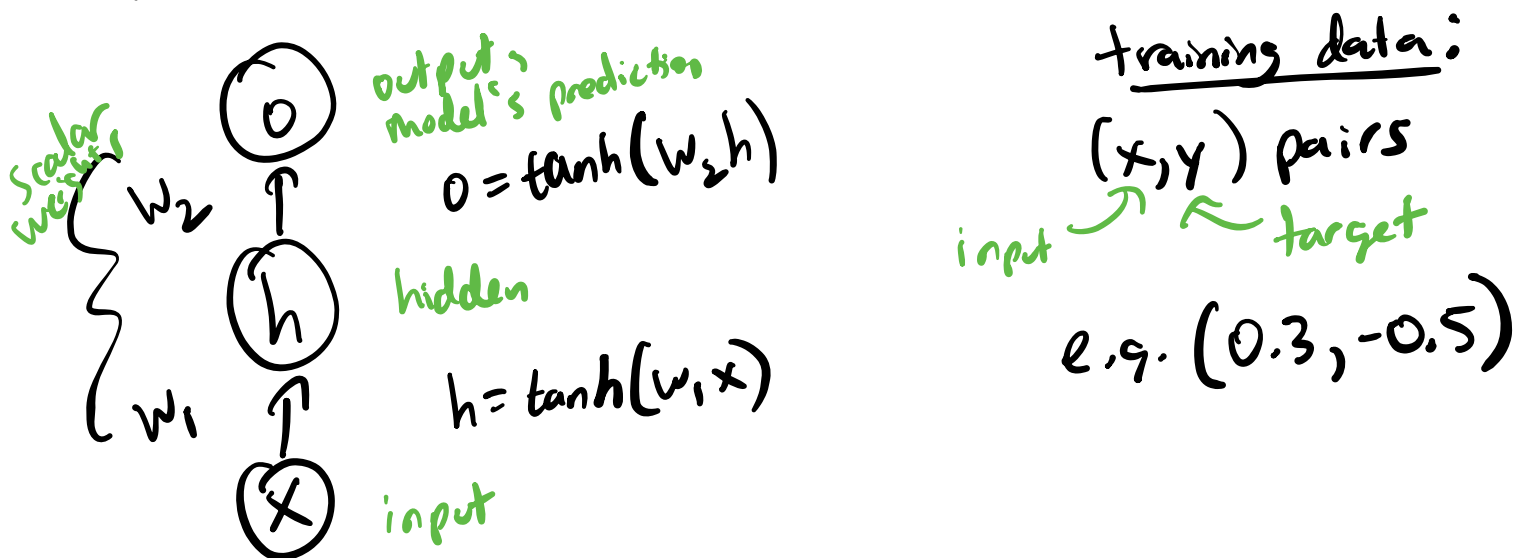 o
output,
model's prediction
o = tanh(w₂h)
scalar
weights
w₂
h
hidden
h = tanh(w₁x)
w₁
x
input
training data:
(x,y) pairs
input
target
e.g. (0.3, -0.5)